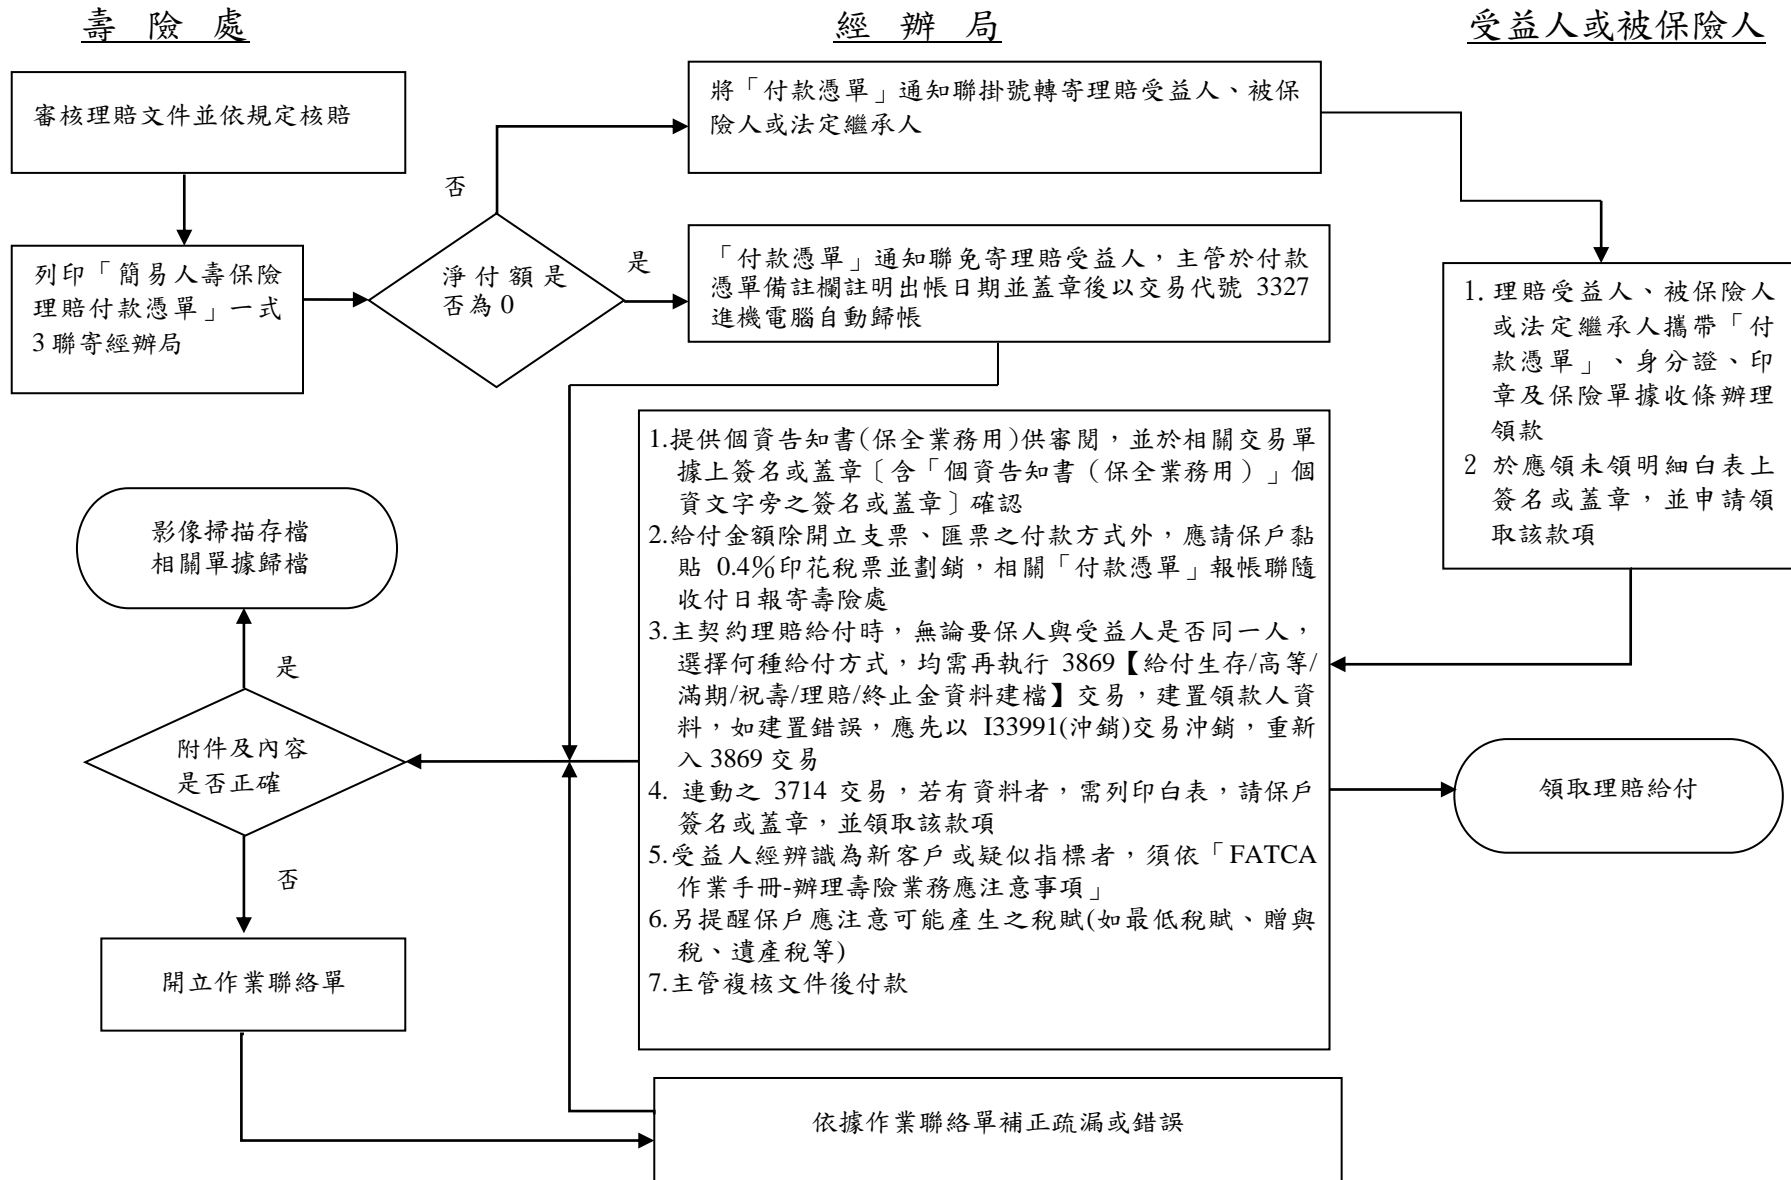 壽險處
經辦局
受益人或被保險人
審核理賠文件並依規定核賠
將「付款憑單」通知聯掛號轉寄理賠受益人、被保
險人或法定繼承人
否
列印「簡易人壽保險
理賠付款憑單」一式
3聯寄經辦局
淨付額是
否為0
是
「付款憑單」通知聯免寄理賠受益人,主管於付款
憑單備註欄註明出帳日期並蓋章後以交易代號 3327
進機電腦自動歸帳
1. 理賠受益人、被保險人
或法定繼承人攜帶「付
款憑單」、身分證、印
章及保險單據收條辦理
領款
2 於應領未領明細白表上
簽名或蓋章,並申請領
取該款項
1.提供個資告知書(保全業務用)供審閱,並於相關交易單
據上簽名或蓋章〔含「個資告知書(保全業務用)」個
資文字旁之簽名或蓋章〕確認
2.給付金額除開立支票、匯票之付款方式外,應請保戶黏
貼 0.4%印花稅票並劃銷,相關「付款憑單」報帳聯隨
收付日報寄壽險處
3.主契約理賠給付時,無論要保人與受益人是否同一人,
選擇何種給付方式,均需再執行 3869【給付生存/高等/
滿期/祝壽/理賠/終止金資料建檔】交易,建置領款人資
料,如建置錯誤,應先以 I33991(沖銷)交易沖銷,重新
入 3869 交易
4. 連動之 3714 交易,若有資料者,需列印白表,請保戶
簽名或蓋章,並領取該款項
5.受益人經辨識為新客戶或疑似指標者,須依「FATCA
作業手冊-辦理壽險業務應注意事項」
6.另提醒保戶應注意可能產生之稅賦(如最低稅賦、贈與
稅、遺產稅等)
7.主管複核文件後付款
影像掃描存檔
相關單據歸檔
是
附件及內容
是否正確
否
開立作業聯絡單
領取理賠給付
依據作業聯絡單補正疏漏或錯誤